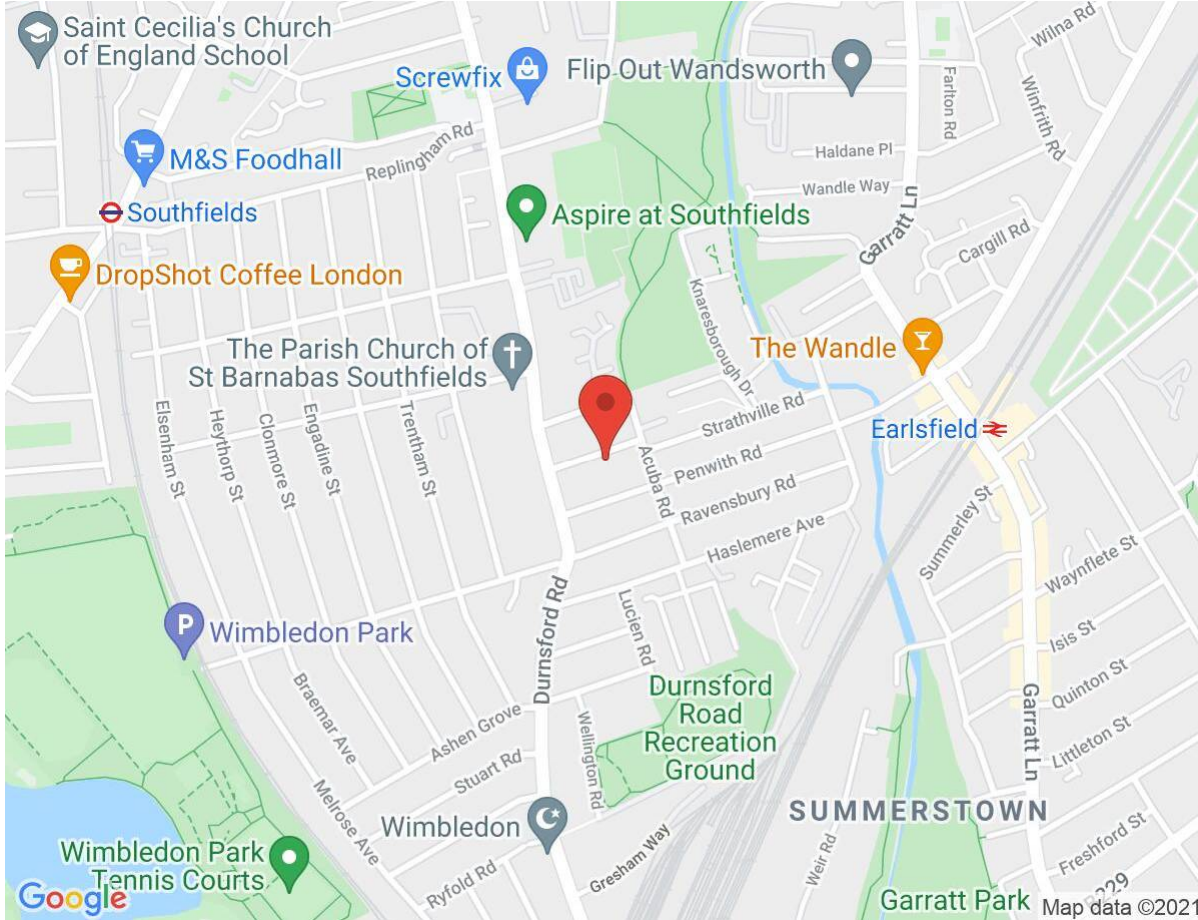 Saint Cecilia's Church
of England School
Wilna Rd
Screwfix
Flip Out Wandsworth
Farlton Rd
Winfrith Rd
M&S Foodhall
Replingham Rd
Haldane Pl
Wandle Way
Southfields
Aspire at Southfields
Garratt Ln
Cargill Rd
DropShot Coffee London
Knaresborough Dr
The Parish Church of
St Barnabas Southfields
The Wandle
Elsenham St
Heythorp St
Clonmore St
Engadine St
Trentham St
Strathville Rd
Earlsfield
Acuba Rd
Penwith Rd
Ravensbury Rd
Haslemere Ave
Summerley St
Waynflete St
Durnsford Rd
Lucien Rd
P
Wimbledon Park
Isis St
Braemar Ave
Durnsford
Road
Recreation
Ground
Quinton St
Garratt Ln
Ashen Grove
Wellington Rd
Stuart Rd
Littleton St
Melrose Ave
Wimbledon
SUMMERSTOWN
Gresham Way
Weir Rd
Freshford St
Wimbledon Park
Tennis Courts
Ryfold Rd
Google
Garratt Park
Map data ©2021